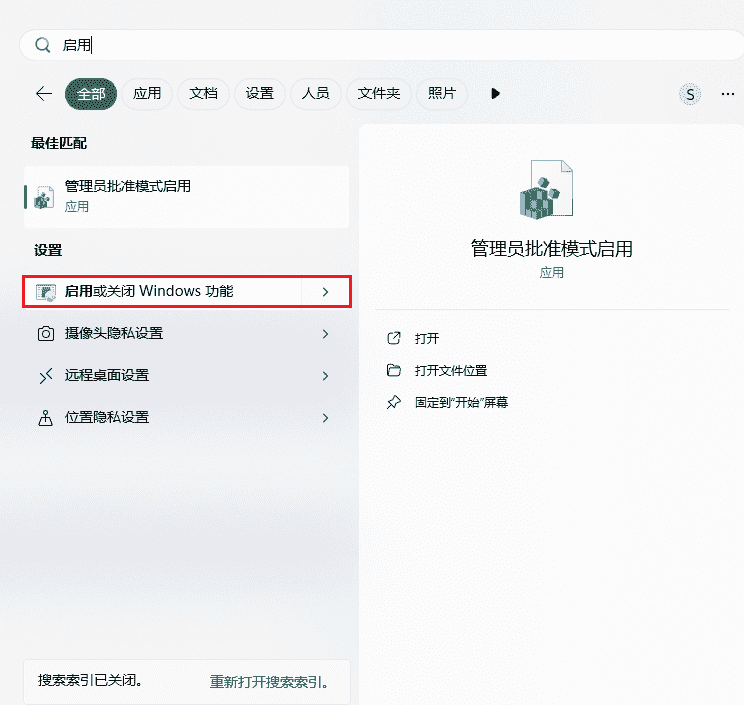 启用
全部 应用 文档 设置 人员 文件夹 照片 S
最佳匹配
管理员批准模式启用
应用
设置
启用或关闭 Windows 功能
摄像头隐私设置
远程桌面设置
位置隐私设置
搜索索引已关闭。 重新打开搜索索引。
管理员批准模式启用
应用
打开
打开文件位置
固定到“开始”屏幕